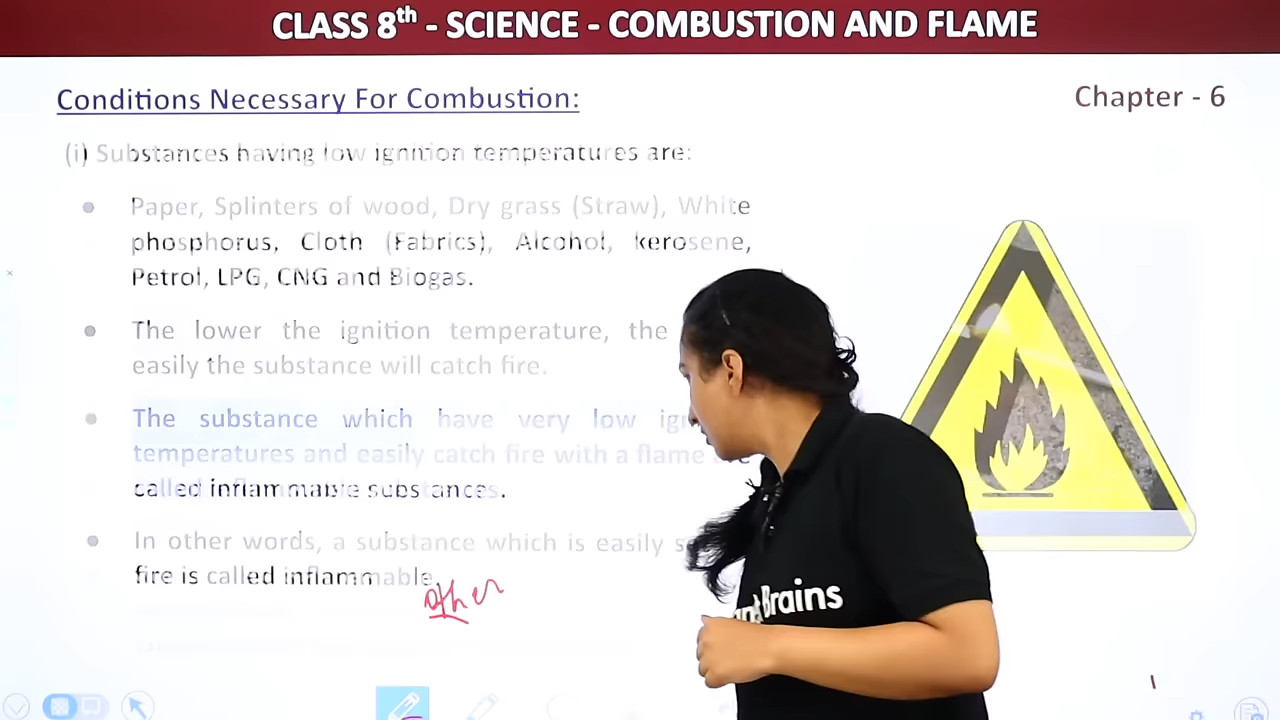 CLASS 8th - SCIENCE - COMBUSTION AND FLAME
Conditions Necessary For Combustion:
Chapter - 6
(i) Substances having low ignition temperatures are:
• Paper, Splinters of wood, Dry grass (Straw), White
phosphorus, Cloth (Fabrics), Alcohol, kerosene,
Petrol, LPG, CNG and Biogas.
• The lower the ignition temperature, the
easily the substance will catch fire.
• The substance which have very low
temperatures and easily catch fire with a flame
called inflammable substances.
• In other words, a substance which is easily
fire is called inflammable.
Brains